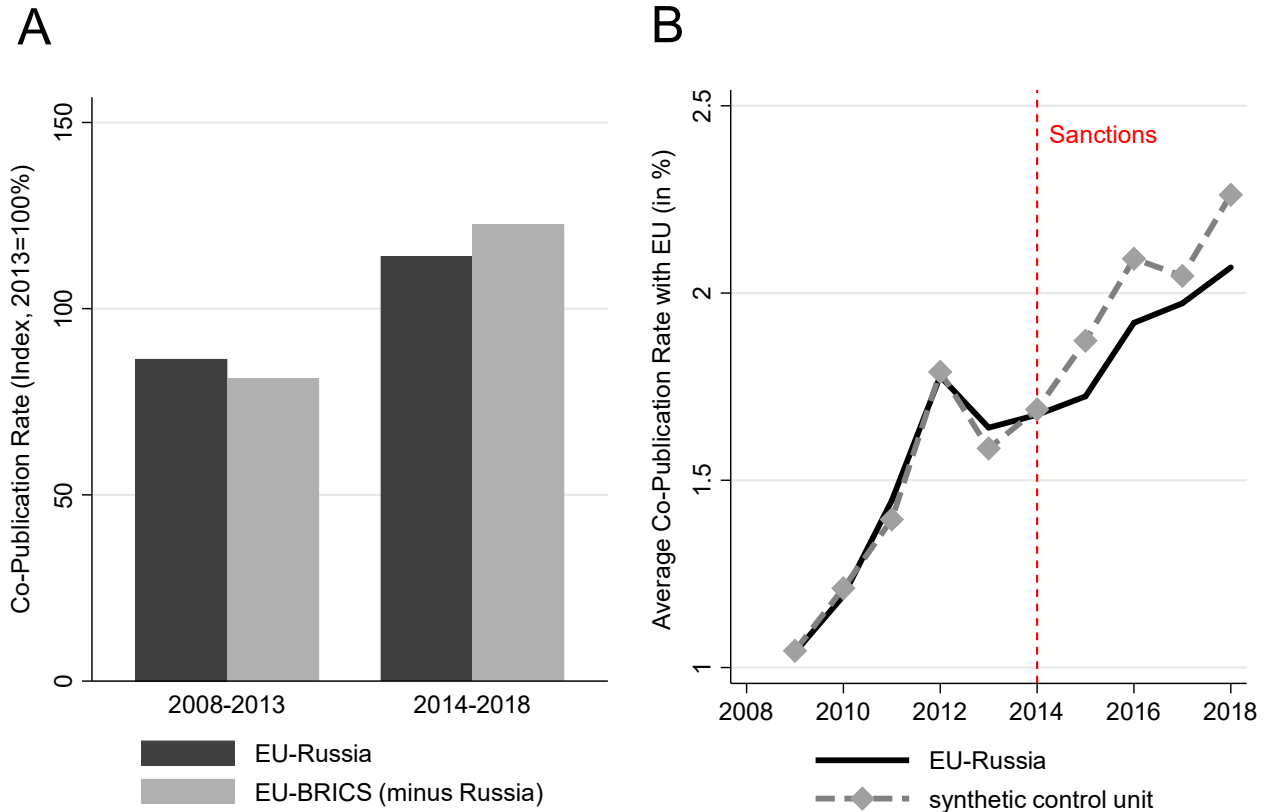 A
Co-Publication Rate (Index, 2013=100%)
150
100
50
0
2008-2013
2014-2018
EU-Russia
EU-BRICS (minus Russia)
B
Average Co-Publication Rate with EU (in %)
2.5
2
1.5
1
Sanctions
2008
2010
2012
2014
2016
2018
EU-Russia
synthetic control unit